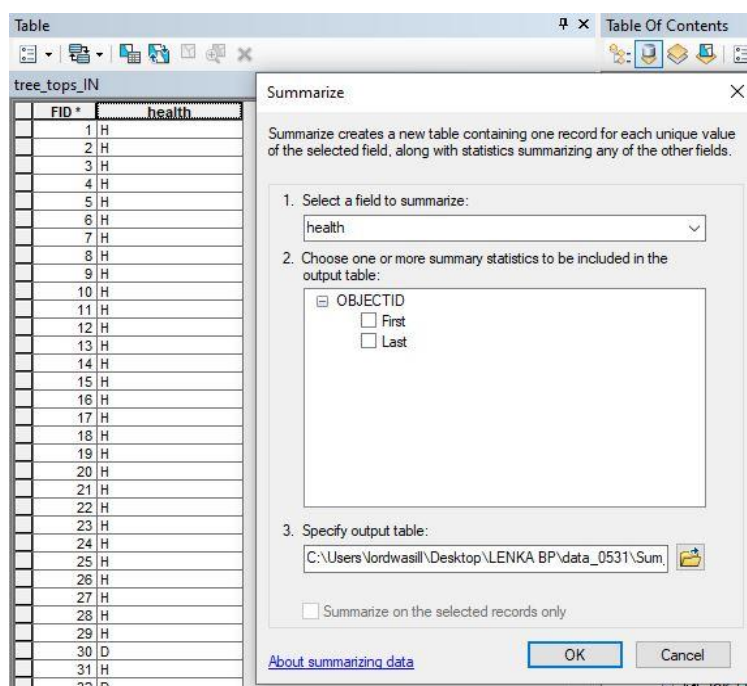 Table
Table Of Contents
tree_tops_IN
FID * health
1 H
2 H
3 H
4 H
5 H
6 H
7 H
8 H
9 H
10 H
11 H
12 H
13 H
14 H
15 H
16 H
17 H
18 H
19 H
20 H
21 H
22 H
23 H
24 H
25 H
26 H
27 H
28 H
29 H
30 D
31 H
Summarize
Summarize creates a new table containing one record for each unique value
of the selected field, along with statistics summarizing any of the other fields.
1. Select a field to summarize:
health
2. Choose one or more summary statistics to be included in the
output table:
OBJECTID
First
Last
3. Specify output table:
C:\Users\lordwasill\Desktop\LENKA BP\data_0531\Sum_
Summarize on the selected records only
About summarizing data
OK
Cancel